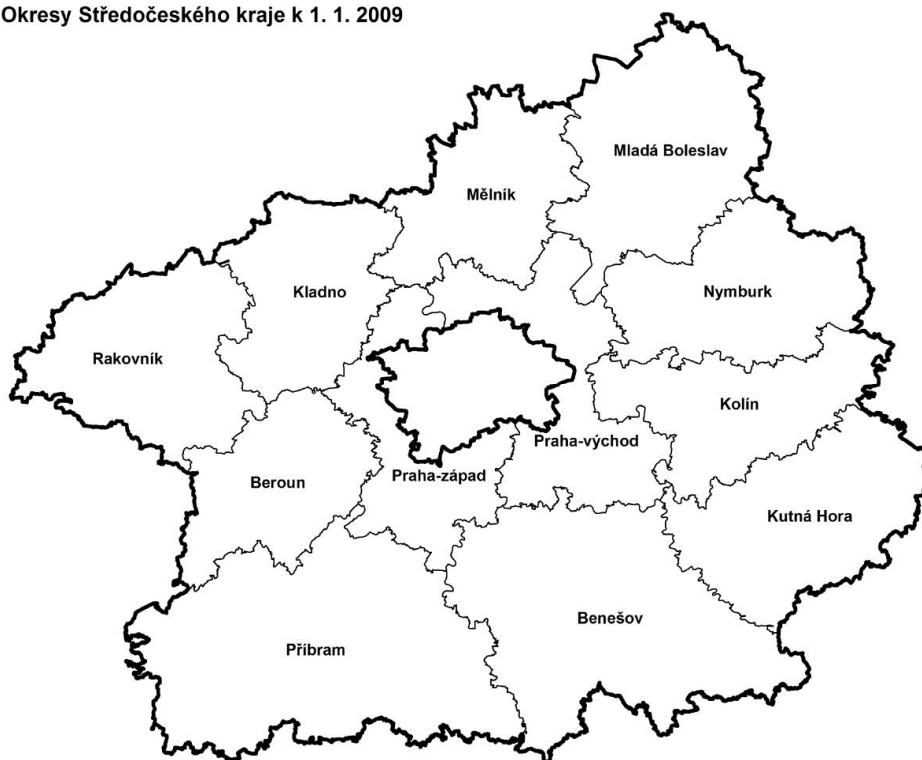 Okresy Středočeského kraje k 1. 1. 2009
Mladá Boleslav
Mělník
Kladno
Nymburk
Rakovník
Kolín
Praha-východ
Beroun
Praha-západ
Kutná Hora
Benešov
Příbram